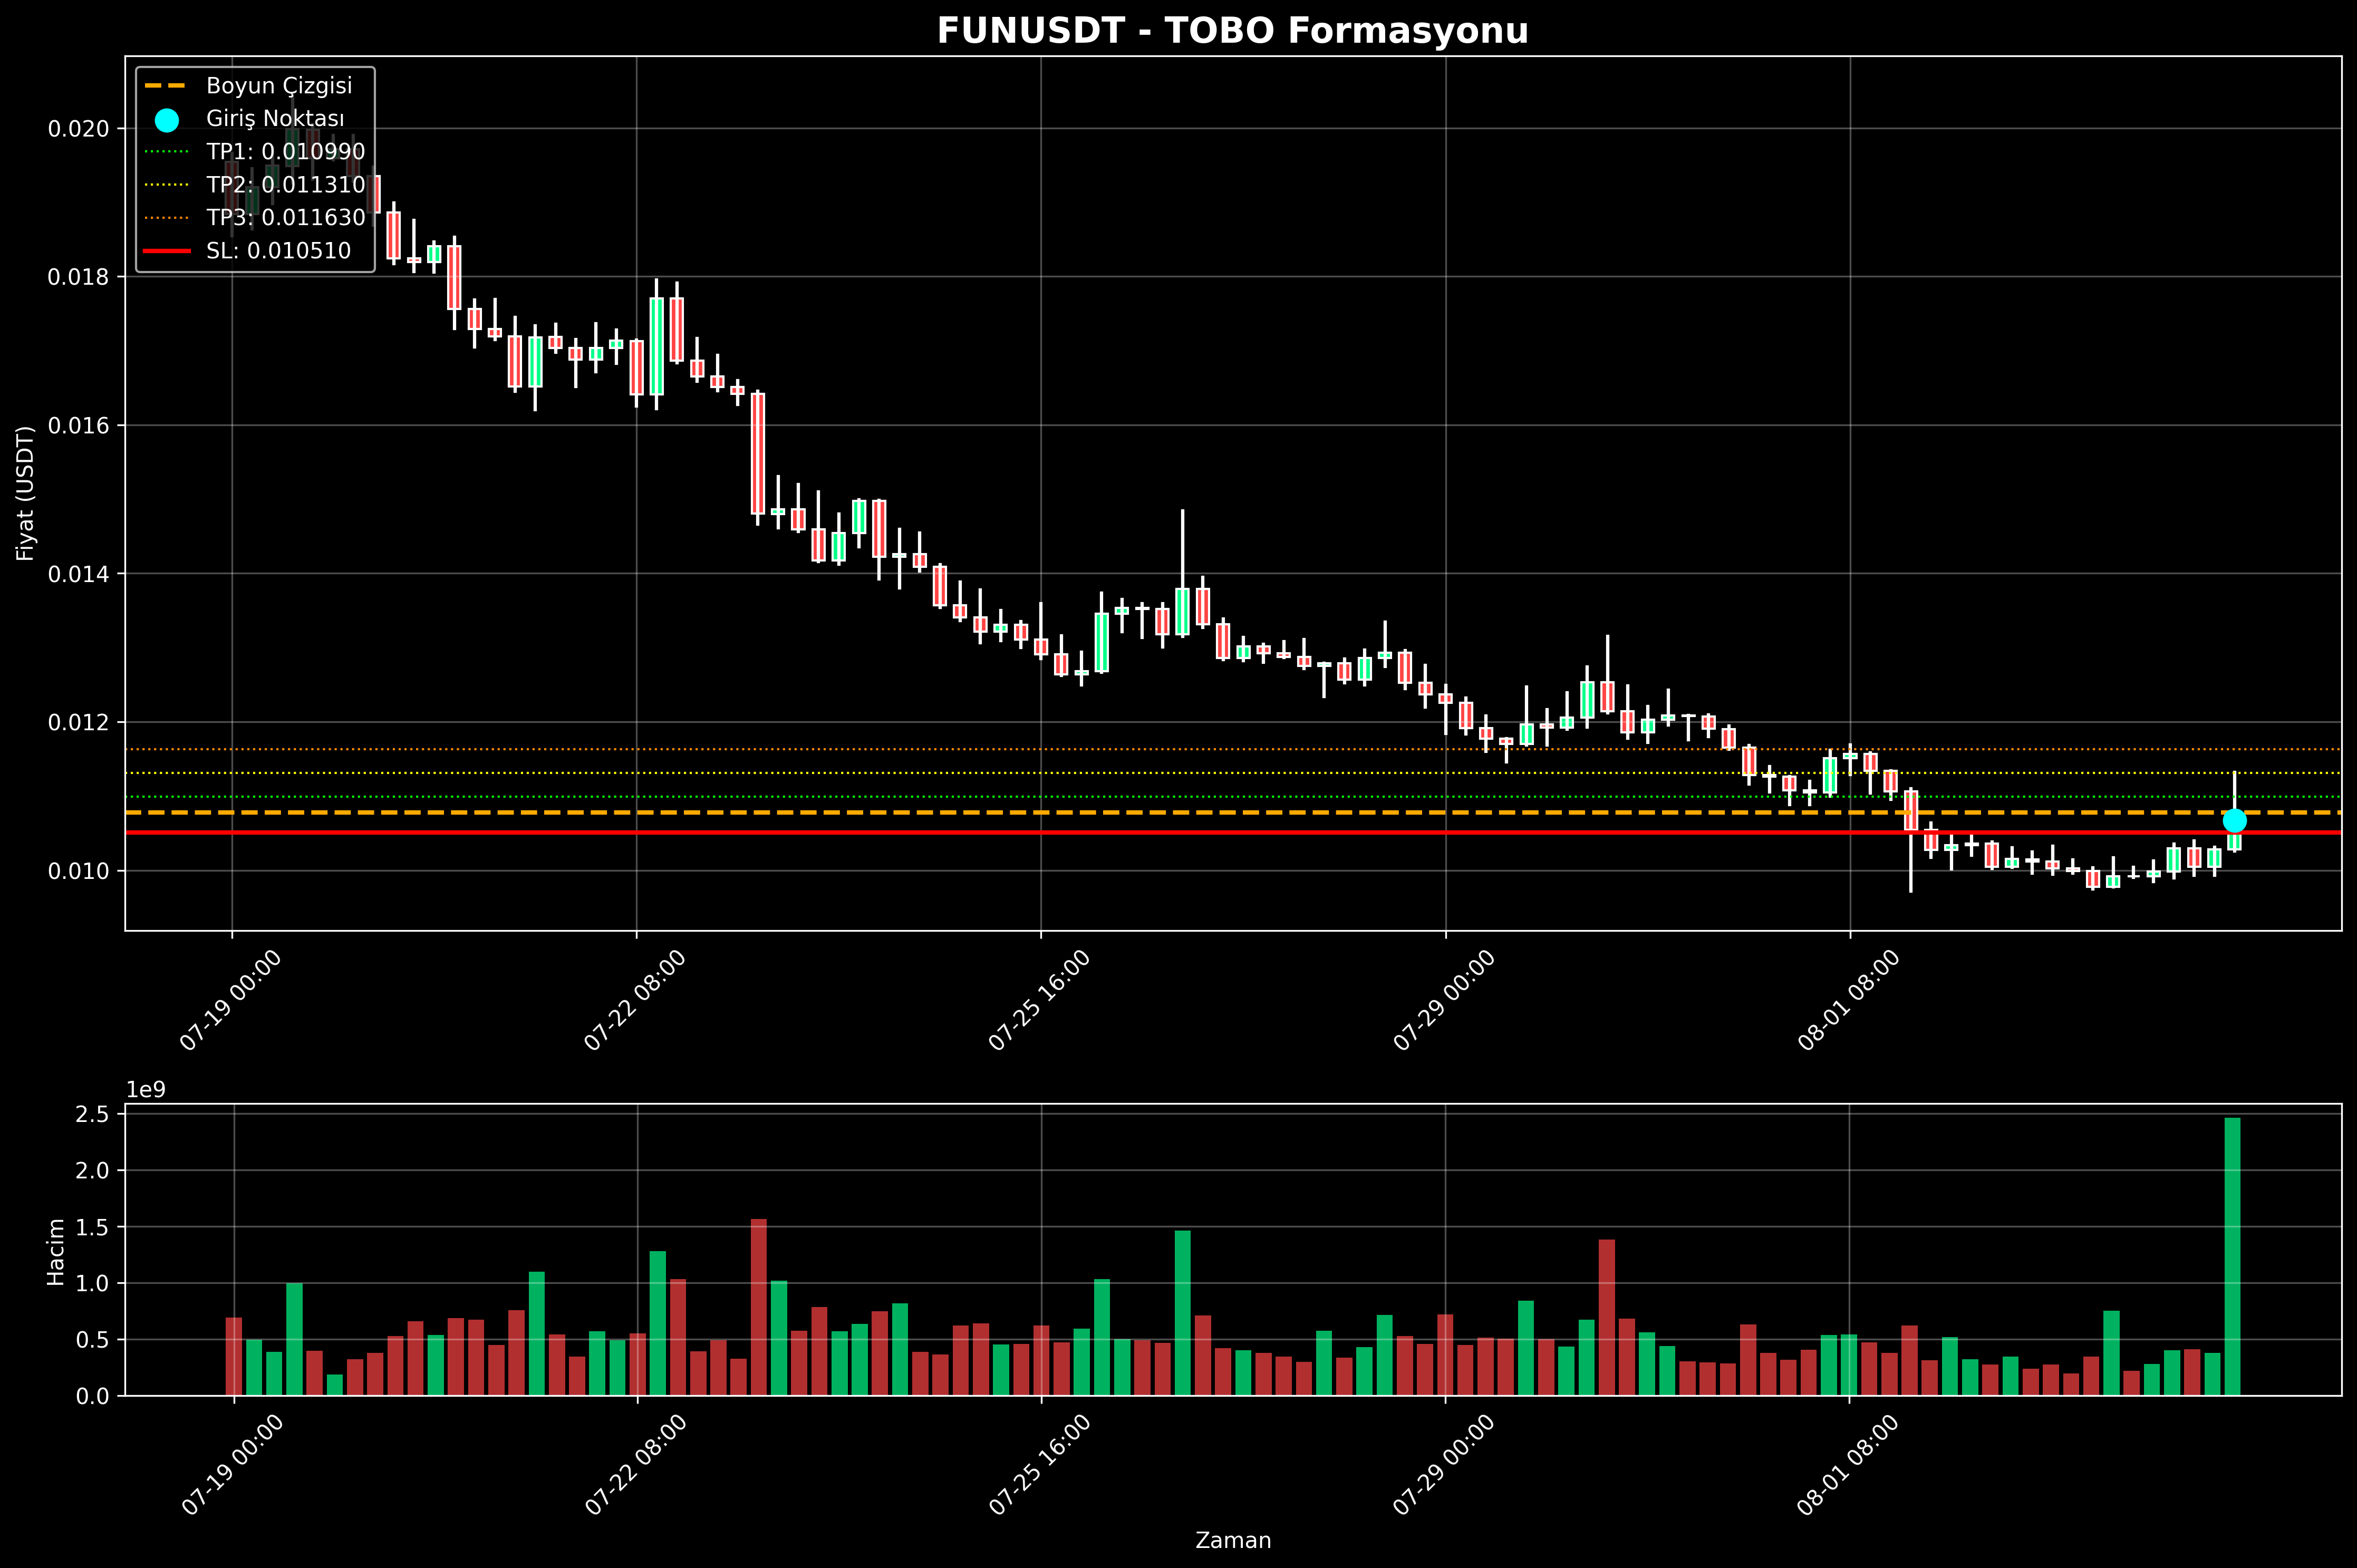 FUNUSDT - TOBO Formasyonu
Boyun Çizgisi
Giriş Noktası
TP1: 0.010990
TP2: 0.011310
TP3: 0.011630
SL: 0.010510
Fiyat (USDT)
0.020
0.018
0.016
0.014
0.012
0.010
07-19 00:00
07-22 08:00
07-25 16:00
07-29 00:00
08-01 08:00
1e9
Hacim
2.5
2.0
1.5
1.0
0.5
0.0
07-19 00:00
07-22 08:00
07-25 16:00
07-29 00:00
08-01 08:00
Zaman